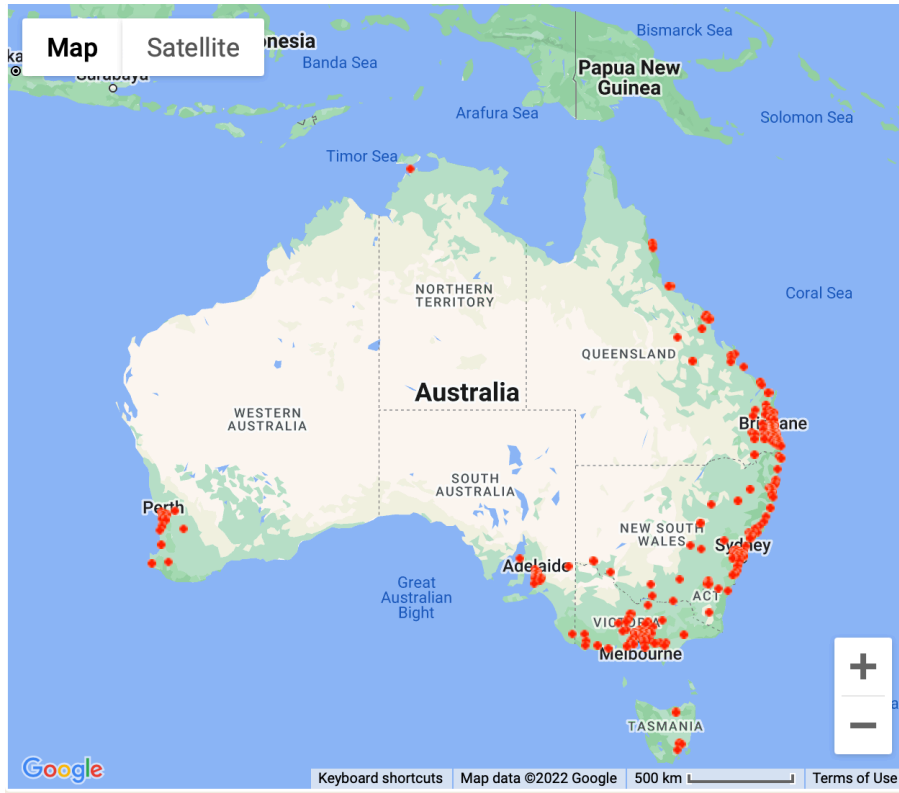 Map
Satellite
onesia
Bismarck Sea
Banda Sea
Papua New
Guinea
ka
Surabaya
Arafura Sea
Solomon Sea
Timor Sea
NORTHERN
TERRITORY
Coral Sea
QUEENSLAND
Australia
WESTERN
AUSTRALIA
Brisbane
SOUTH
AUSTRALIA
Perth
NEW SOUTH
WALES
Sydney
Adelaide
Great
Australian
Bight
ACT
VICTORIA
Melbourne
TASMANIA
Google
Keyboard shortcuts
Map data ©2022 Google
500 km
Terms of Use